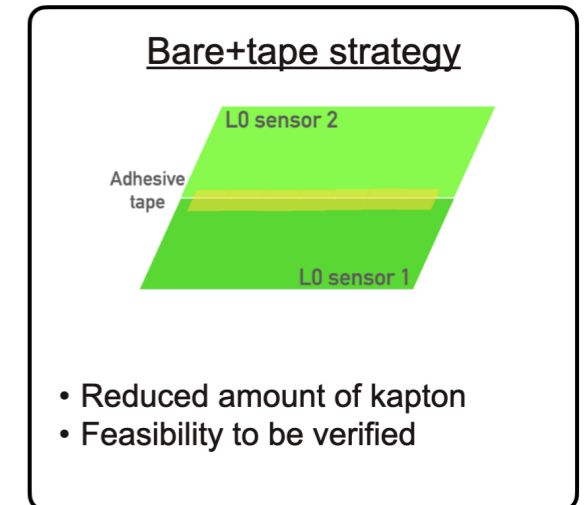 Bare+tape strategy
L0 sensor 2
Adhesive
tape
L0 sensor 1
• Reduced amount of kapton
• Feasibility to be verified